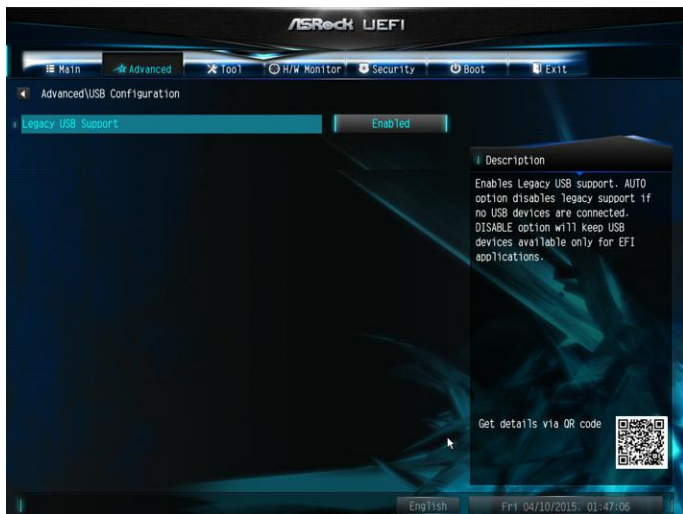 ASRock UEFI
Main Advanced Tool H/W Monitor Security Boot Exit
Advanced\USB Configuration
Legacy USB Support Enabled
Description
Enables Legacy USB support. AUTO
option disables legacy support if
no USB devices are connected.
DISABLE option will keep USB
devices available only for EFI
applications.
Get details via QR code
English Fri 04/10/2015. 01:47:06